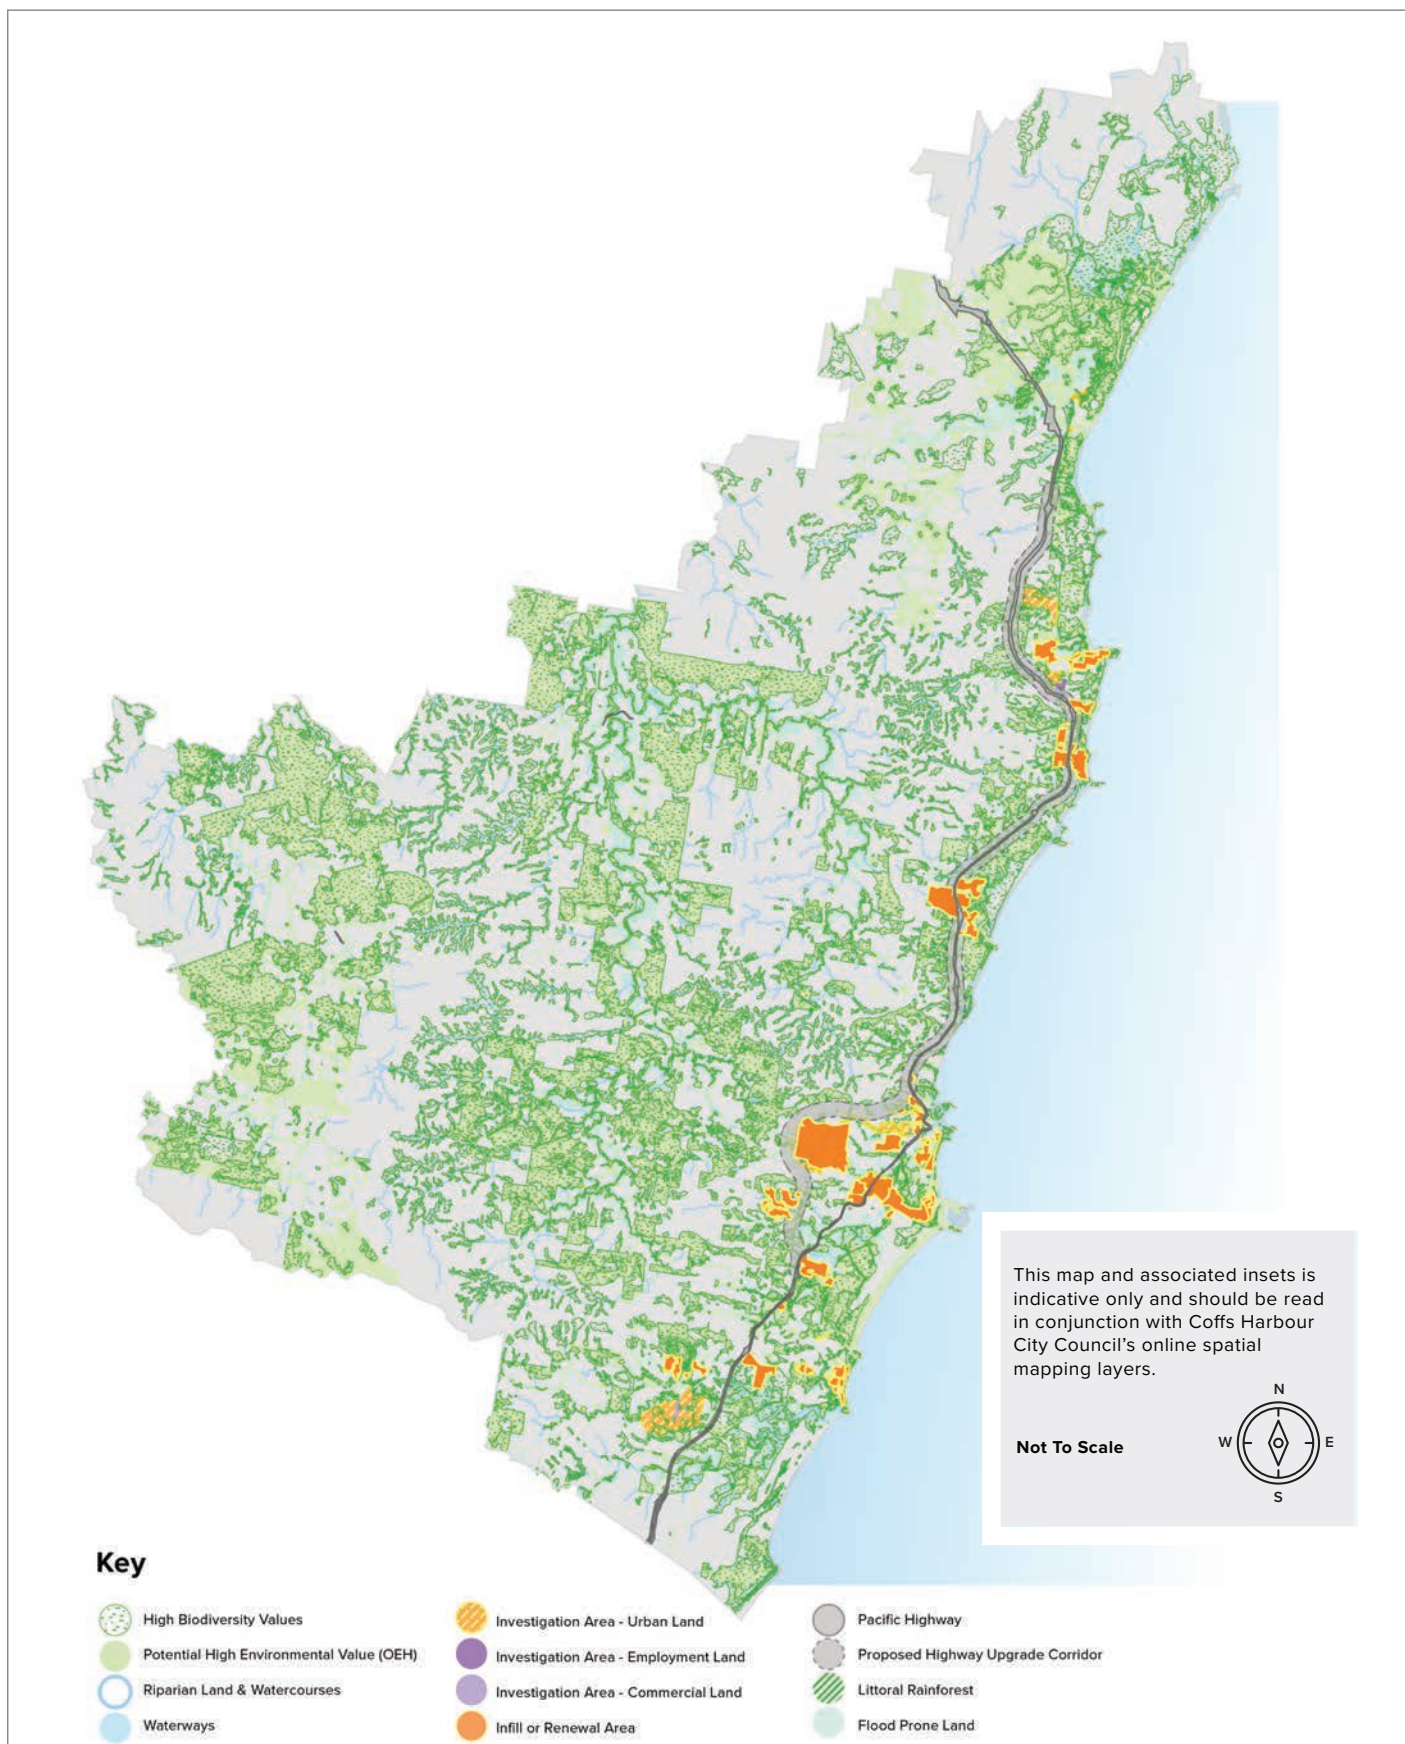 This map and associated insets is
indicative only and should be read
in conjunction with Coffs Harbour
City Council's online spatial
mapping layers.
N
W E
S
Not To Scale
Key
High Biodiversity Values
Potential High Environmental Value (OEH)
Riparian Land & Watercourses
Waterways
Investigation Area - Urban Land
Investigation Area - Employment Land
Investigation Area - Commercial Land
Infill or Renewal Area
Pacific Highway
Proposed Highway Upgrade Corridor
Littoral Rainforest
Flood Prone Land